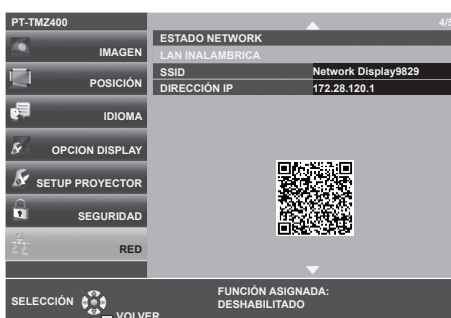 PT-TMZ400
4/5
IMAGEN
POSICIÓN
IDIOMA
OPCION DISPLAY
SETUP PROYECTOR
SEGURIDAD
RED
ESTADO NETWORK
LAN INALAMBRICA
SSID Network Display9829
DIRECCIÓN IP 172.28.120.1
SELECCIÓN
VOLVER
FUNCIÓN ASIGNADA:
DESHABILITADO